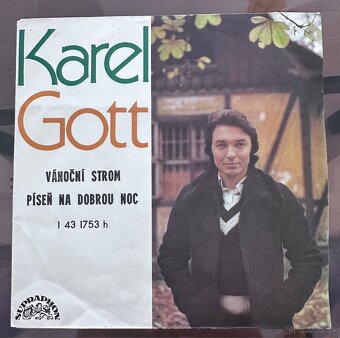 Karel
Gott
VÁNOČNÍ STROM
PÍSEŇ NA DOBROU NOC
1 43 1753 h
SUPRAPHON